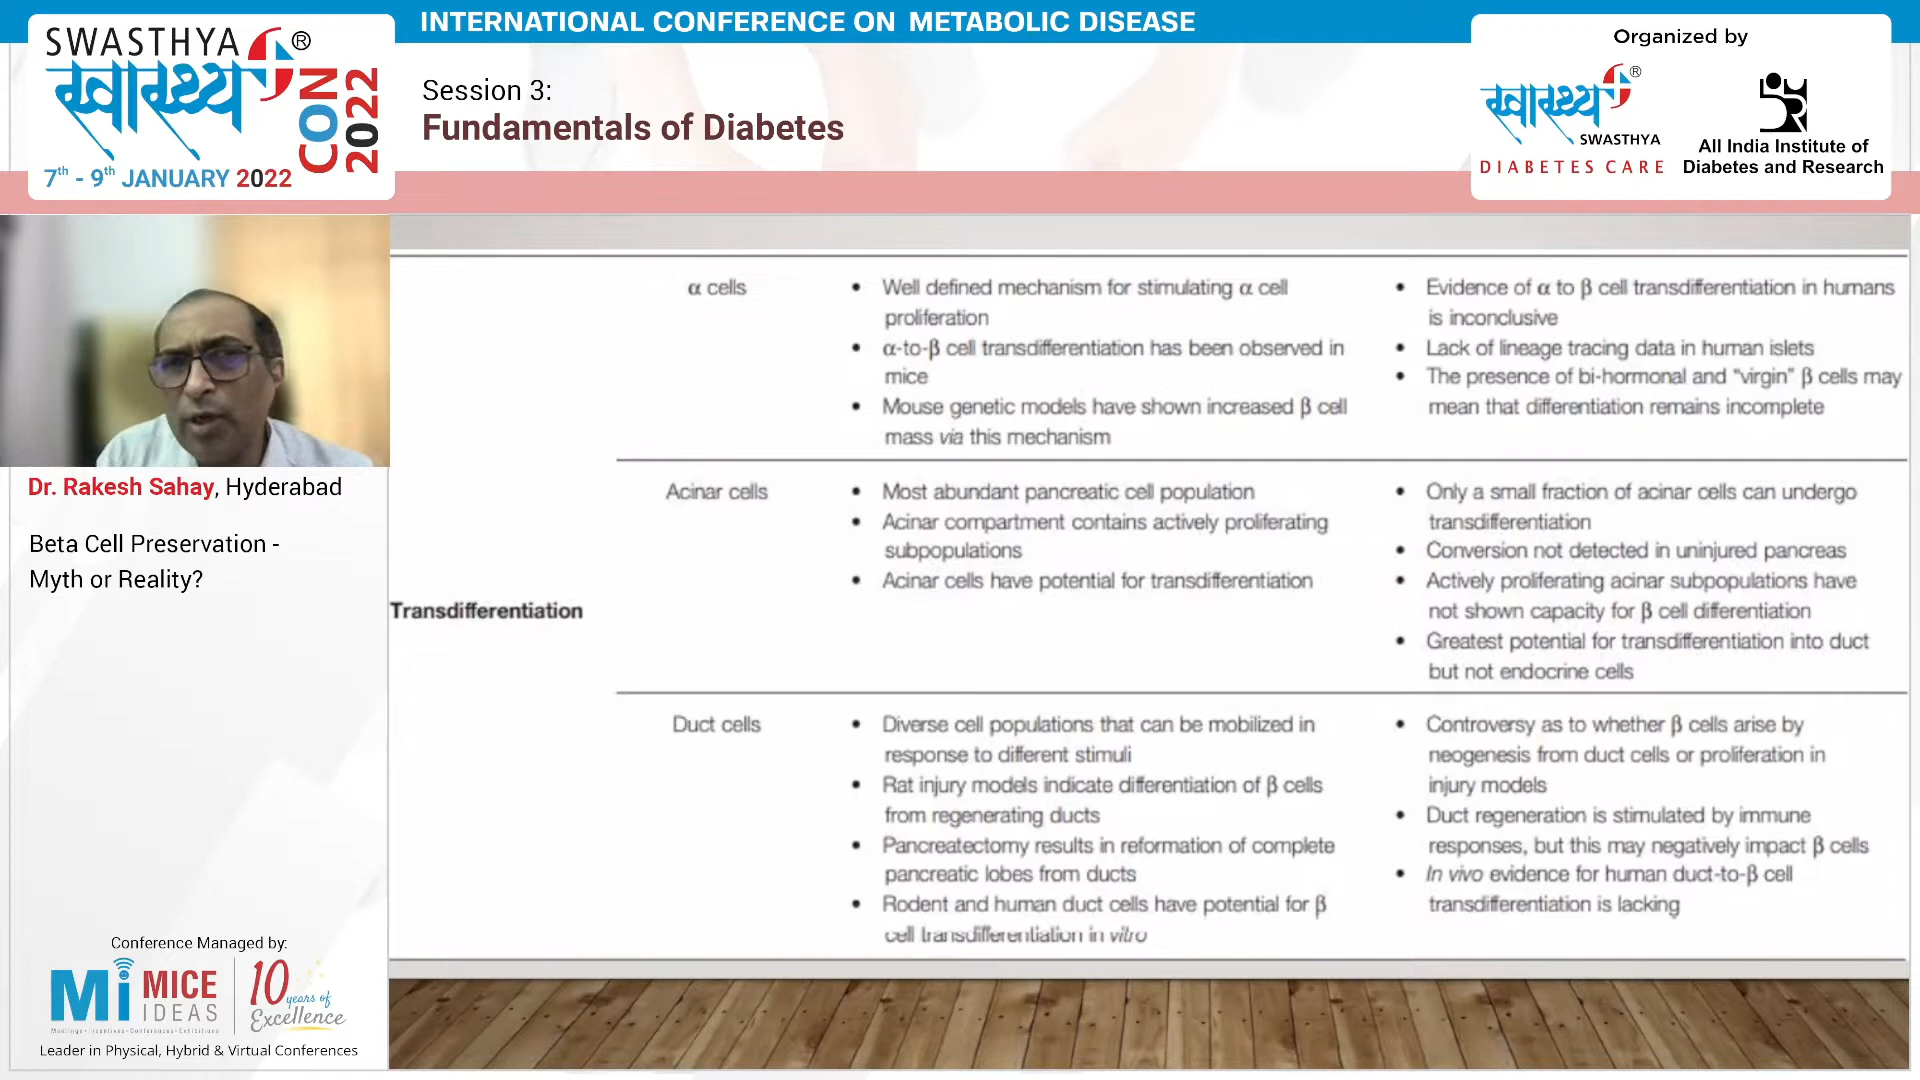 INTERNATIONAL CONFERENCE ON METABOLIC DISEASE
SWASTHYA ®
स्वास्थ्य
CON 2022
7th - 9th JANUARY 2022
Session 3:
Fundamentals of Diabetes
Organized by
स्वास्थ्य ®
SWASTHYA
DIABETES CARE
All India Institute of
Diabetes and Research
Dr. Rakesh Sahay, Hyderabad
Beta Cell Preservation -
Myth or Reality?
Transdifferentiation
α cells
• Well defined mechanism for stimulating α cell
proliferation
• α-to-β cell transdifferentiation has been observed in
mice
• Mouse genetic models have shown increased β cell
mass via this mechanism
• Evidence of α to β cell transdifferentiation in humans
is inconclusive
• Lack of lineage tracing data in human islets
• The presence of bi-hormonal and “virgin” β cells may
mean that differentiation remains incomplete
Acinar cells
• Most abundant pancreatic cell population
• Acinar compartment contains actively proliferating
subpopulations
• Acinar cells have potential for transdifferentiation
• Only a small fraction of acinar cells can undergo
transdifferentiation
• Conversion not detected in uninjured pancreas
• Actively proliferating acinar subpopulations have
not shown capacity for β cell differentiation
• Greatest potential for transdifferentiation into duct
but not endocrine cells
Duct cells
• Diverse cell populations that can be mobilized in
response to different stimuli
• Rat injury models indicate differentiation of β cells
from regenerating ducts
• Pancreatectomy results in reformation of complete
pancreatic lobes from ducts
• Rodent and human duct cells have potential for β
cell transdifferentiation in vitro
• Controversy as to whether β cells arise by
neogenesis from duct cells or proliferation in
injury models
• Duct regeneration is stimulated by immune
responses, but this may negatively impact β cells
• In vivo evidence for human duct-to-β cell
transdifferentiation is lacking
Conference Managed by:
Mi MICE
IDEAS
Meetings • Incentives • Conferences • Exhibitions
10 years of
Excellence
Leader in Physical, Hybrid & Virtual Conferences